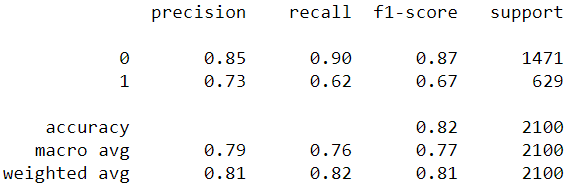 precision recall f1-score support
0 0.85 0.90 0.87 1471
1 0.73 0.62 0.67 629
accuracy 0.82 2100
macro avg 0.79 0.76 0.77 2100
weighted avg 0.81 0.82 0.81 2100